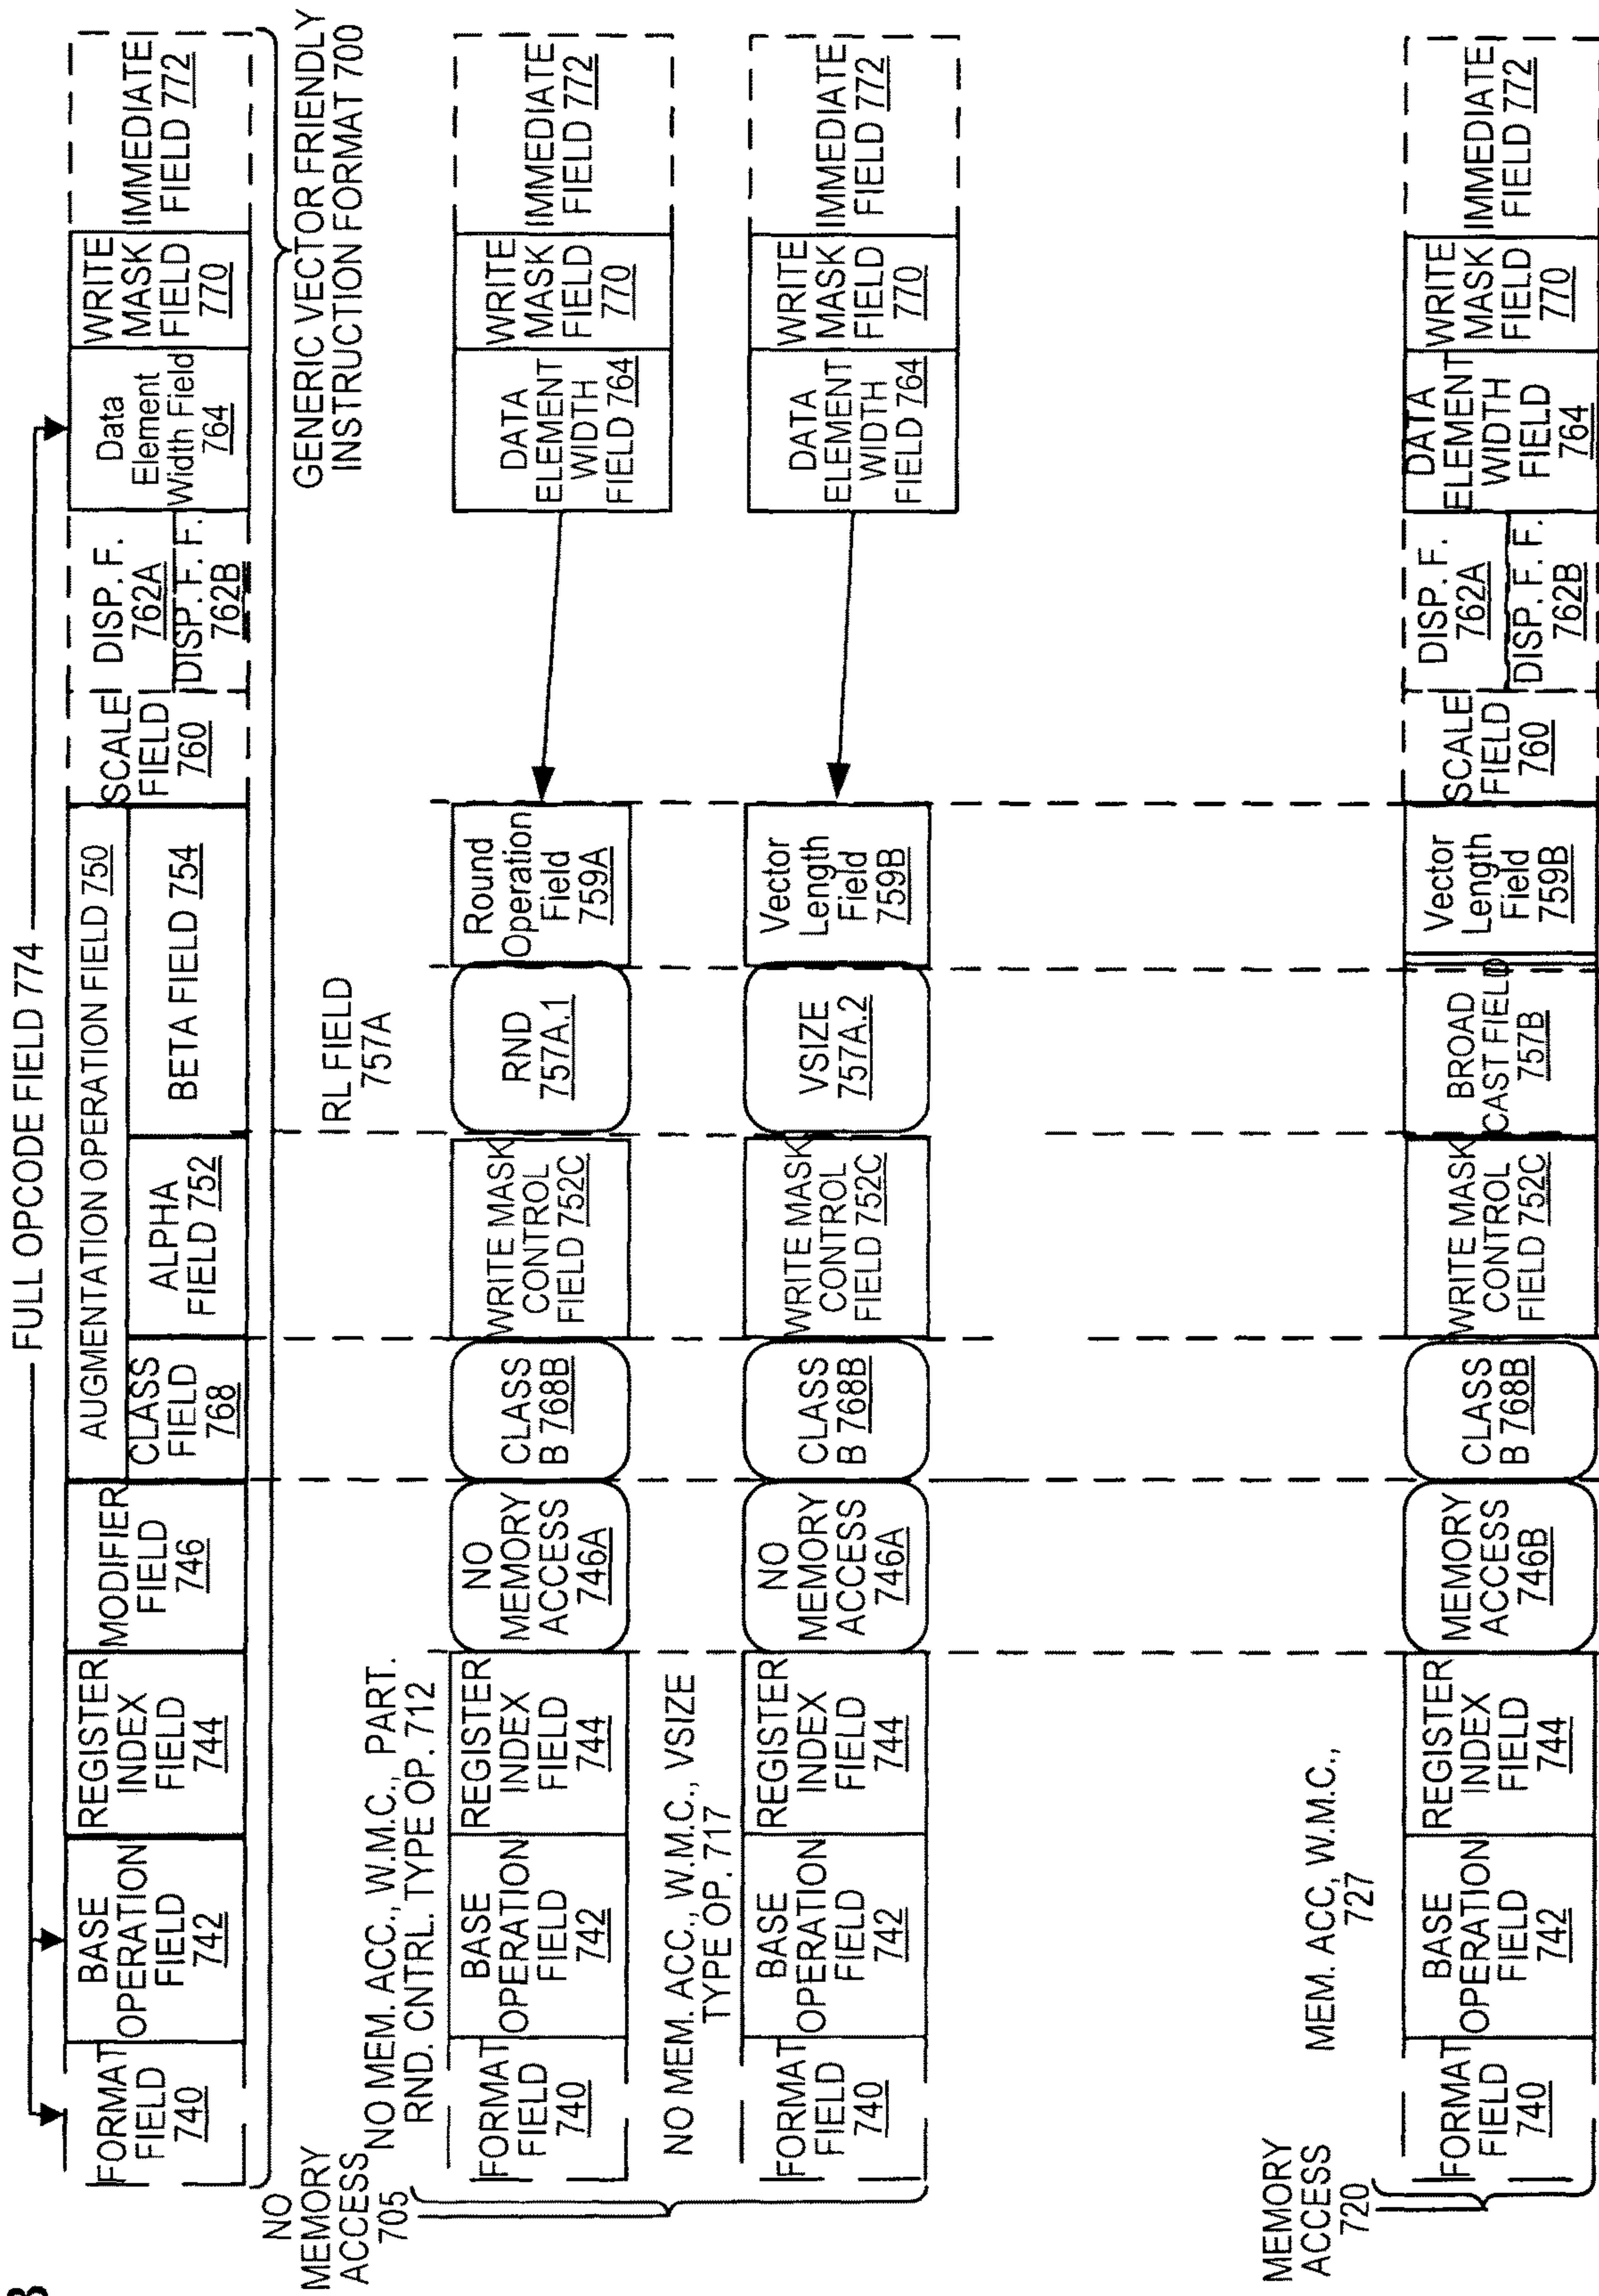 FULL OPCODE FIELD 774
FORMAT
FIELD
740
BASE
OPERATION
FIELD
742
REGISTER
INDEX
FIELD
744
MODIFIER
FIELD
746
AUGMENTATION OPERATION FIELD 750
CLASS
FIELD
768
ALPHA
FIELD 752
BETA FIELD 754
SCALE
FIELD
760
DISP. F.
762A
DISP. F. F.
762B
Data
Element
Width Field
764
WRITE
MASK
FIELD
770
IMMEDIATE
FIELD 772
GENERIC VECTOR FRIENDLY
INSTRUCTION FORMAT 700
NO
MEMORY
ACCESS
705
IRL FIELD
757A
NO MEM. ACC., W.M.C., PART.
RND. CNTRL. TYPE OP. 712
FORMAT
FIELD
740
BASE
OPERATION
FIELD
742
REGISTER
INDEX
FIELD
744
NO
MEMORY
ACCESS
746A
CLASS
B 768B
WRITE MASK
CONTROL
FIELD 752C
RND
757A.1
Round
Operation
Field
759A
DATA
ELEMENT
WIDTH
FIELD 764
WRITE
MASK
FIELD
770
IMMEDIATE
FIELD 772
NO MEM. ACC., W.M.C., VSIZE
TYPE OP. 717
FORMAT
FIELD
740
BASE
OPERATION
FIELD
742
REGISTER
INDEX
FIELD
744
NO
MEMORY
ACCESS
746A
CLASS
B 768B
WRITE MASK
CONTROL
FIELD 752C
VSIZE
757A.2
Vector
Length
Field
759B
DATA
ELEMENT
WIDTH
FIELD 764
WRITE
MASK
FIELD
770
IMMEDIATE
FIELD 772
MEMORY
ACCESS
720
MEM. ACC, W.M.C.,
727
FORMAT
FIELD
740
BASE
OPERATION
FIELD
742
REGISTER
INDEX
FIELD
744
MEMORY
ACCESS
746B
CLASS
B 768B
WRITE MASK
CONTROL
FIELD 752C
BROAD
CAST FIELD
757B
Vector
Length
Field
759B
SCALE
FIELD
760
DISP. F.
762A
DISP. F. F.
762B
DATA
ELEMENT
WIDTH
FIELD
764
WRITE
MASK
FIELD
770
IMMEDIATE
FIELD 772